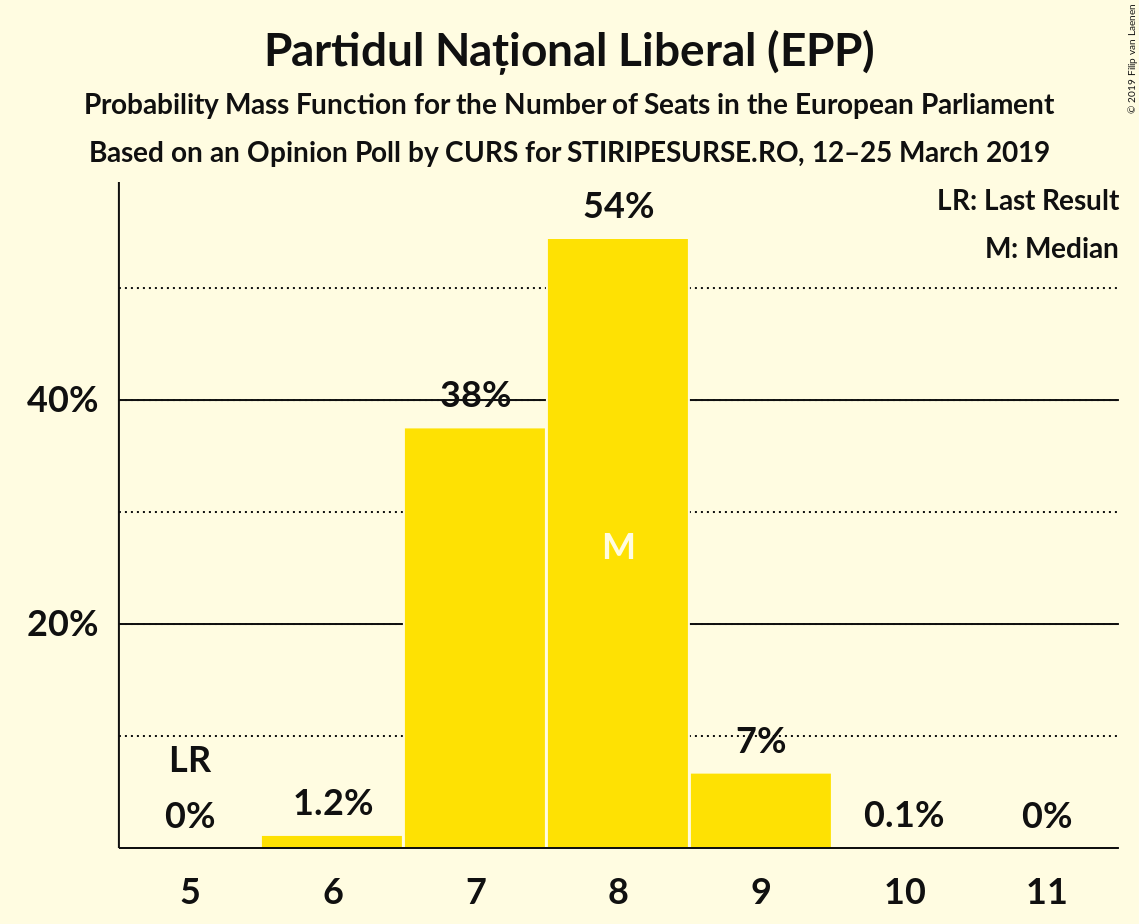 Partidul Național Liberal (EPP)
Probability Mass Function for the Number of Seats in the European Parliament
Based on an Opinion Poll by CURS for STIRIPESURSE.RO, 12–25 March 2019
© 2019 Filip van Laenen
LR: Last Result
M: Median
54%
40%
38%
M
20%
LR
7%
0%
1.2%
0.1%
0%
5 6 7 8 9 10 11